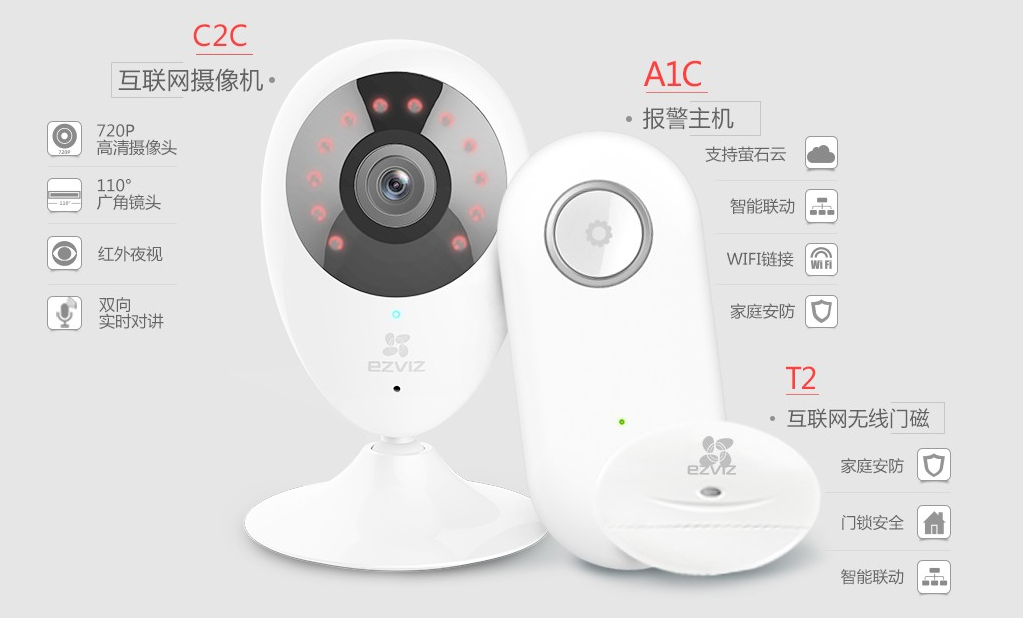 C2C
互联网摄像机
720P
高清摄像头
720P
110°
广角镜头
110°
红外夜视
双向
实时对讲
ezviz
A1C
报警主机
支持萤石云
智能联动
WIFI链接
WiFi
家庭安防
T2
互联网无线门磁
家庭安防
门锁安全
智能联动
ezviz